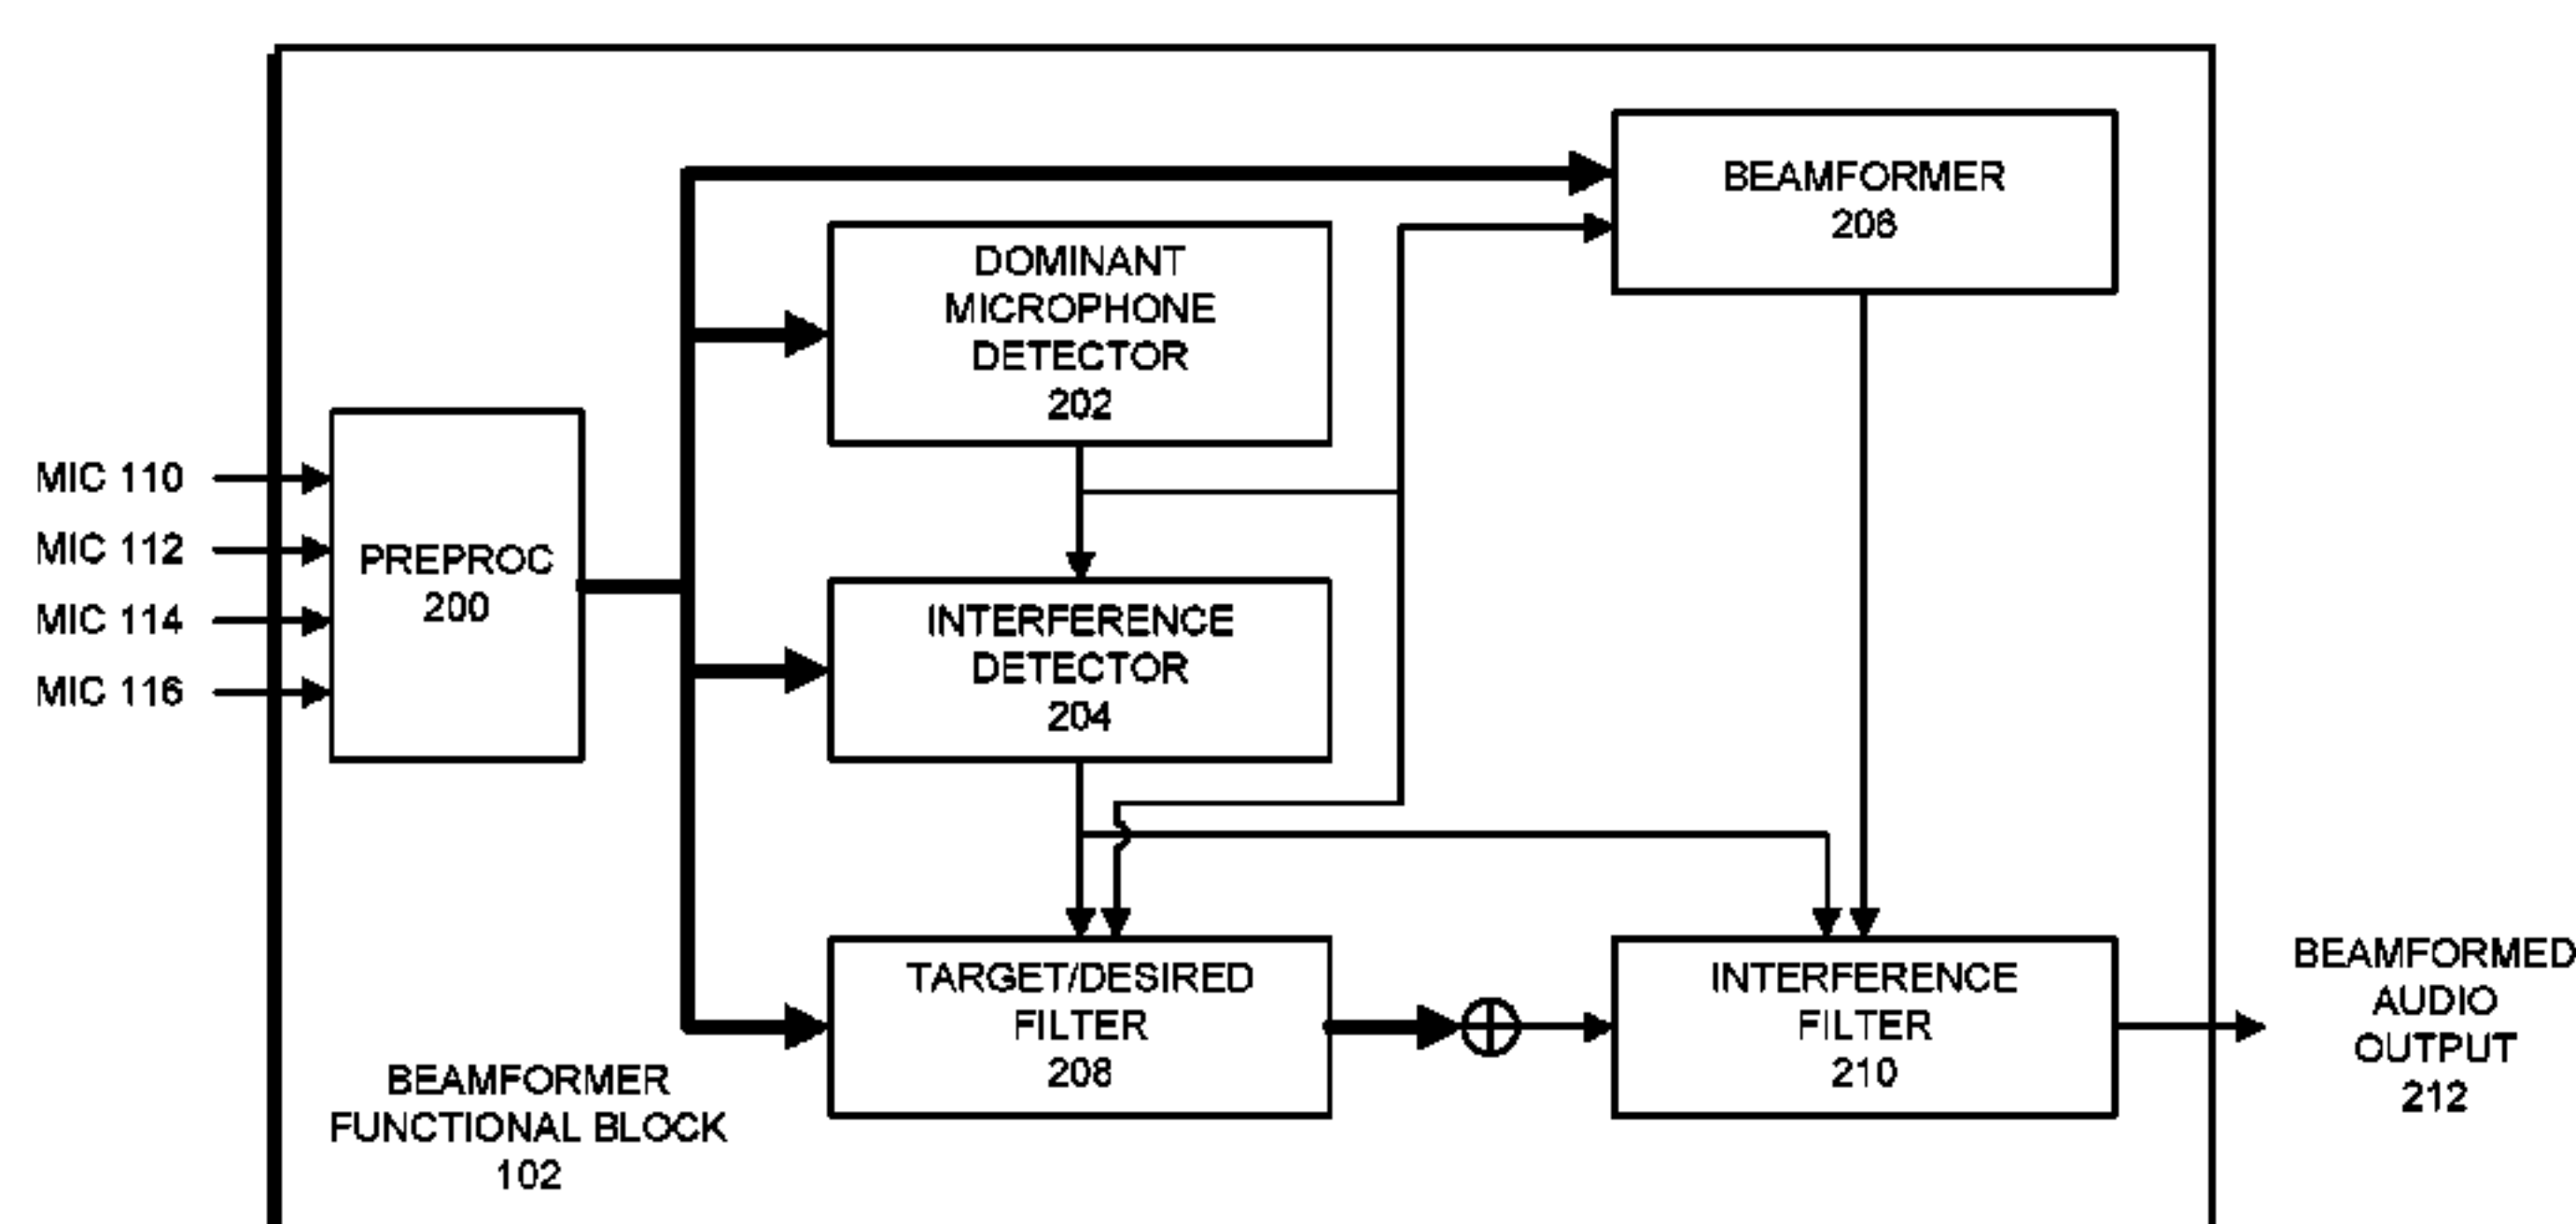 BEAMFORMER
206
DOMINANT
MICROPHONE
DETECTOR
202
MIC 110
MIC 112
MIC 114
MIC 116
PREPROC
200
INTERFERENCE
DETECTOR
204
TARGET/DESIRED
FILTER
208
INTERFERENCE
FILTER
210
BEAMFORMED
AUDIO
OUTPUT
212
BEAMFORMER
FUNCTIONAL BLOCK
102